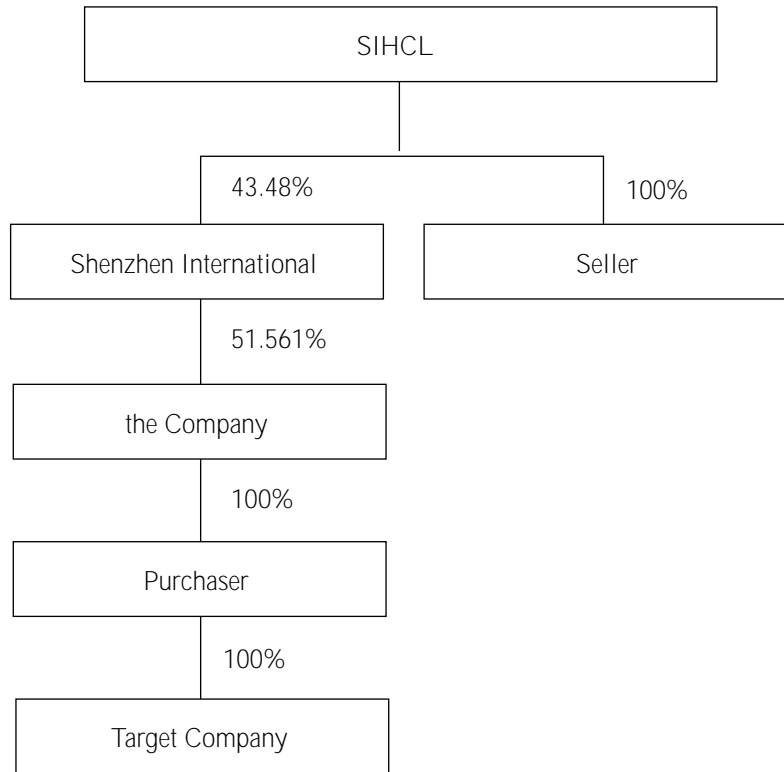 SIHCL
43.48%
100%
Shenzhen International
Seller
51.561%
the Company
100%
Purchaser
100%
Target Company